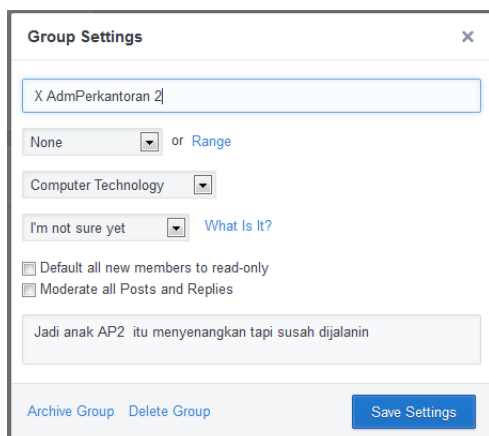 Group Settings ×
X AdmPerkantoran 2
None or Range
Computer Technology
I'm not sure yet What Is It?
Default all new members to read-only
Moderate all Posts and Replies
Jadi anak AP2 itu menyenangkan tapi susah dijalanin
Archive Group Delete Group Save Settings